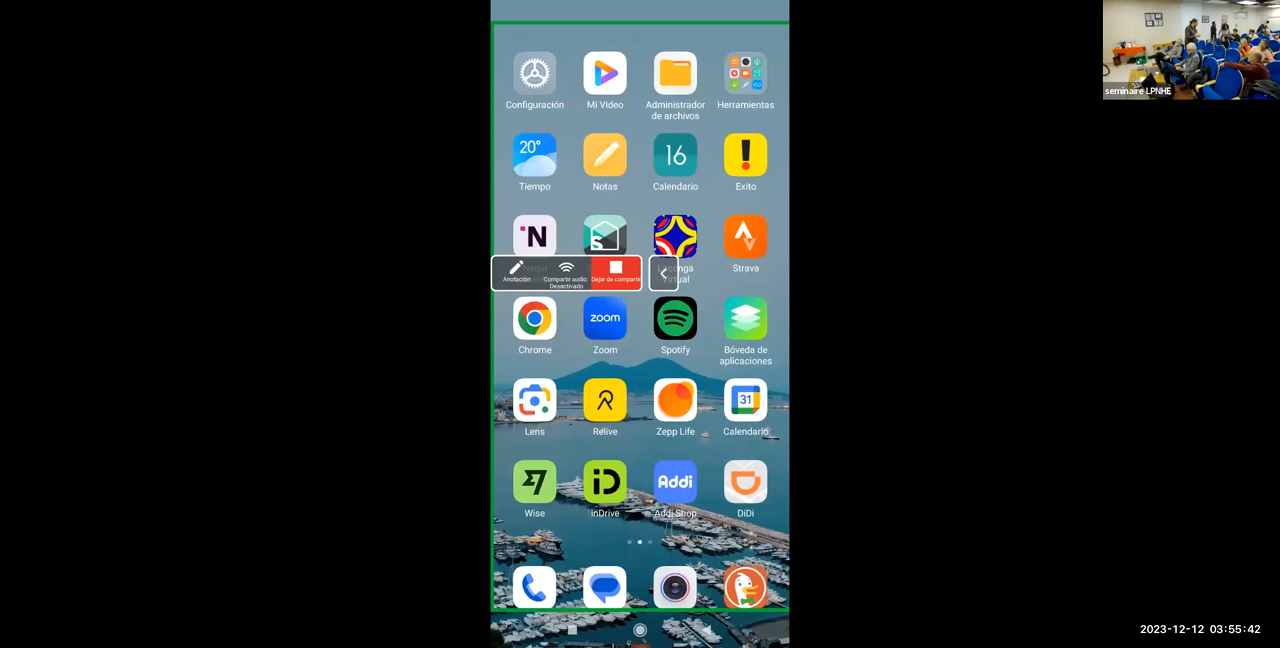 seminaire LPNHE
Configuración
Mi Video
Administrador
de archivos
Herramientas
20°
Tiempo
Notas
16
Calendario
!
Exito
N
S
Strava
Anotación
Compartir audio
Desactivado
Dejar de compartir
Virtual
Chrome
zoom
Zoom
Spotify
Bóveda de
aplicaciones
Lens
Relive
Zepp Life
31
Calendario
Wise
iD
inDrive
Addi
Addi Shop
DiDi
2023-12-12 03:55:42